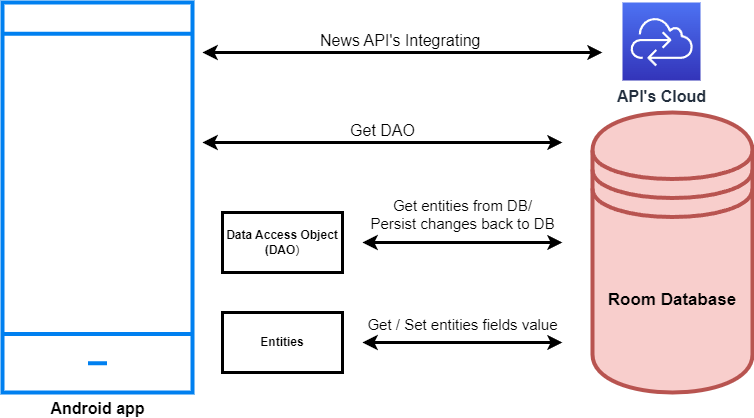 News API's Integrating
API's Cloud
Get DAO
Get entities from DB/
Persist changes back to DB
Data Access Object
(DAO)
Room Database
Get / Set entities fields value
Entities
Android app